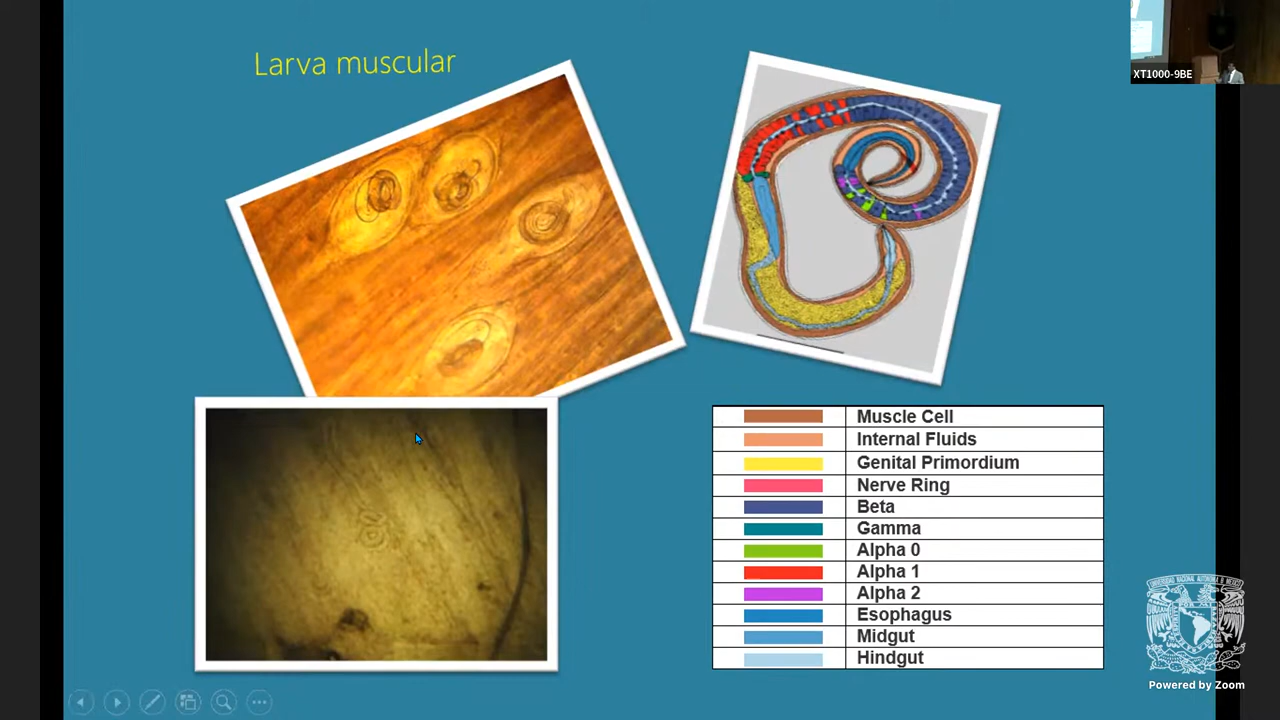 Larva muscular
XT1000-9BE
Muscle Cell
Internal Fluids
Genital Primordium
Nerve Ring
Beta
Gamma
Alpha 0
Alpha 1
Alpha 2
Esophagus
Midgut
Hindgut
Powered by Zoom